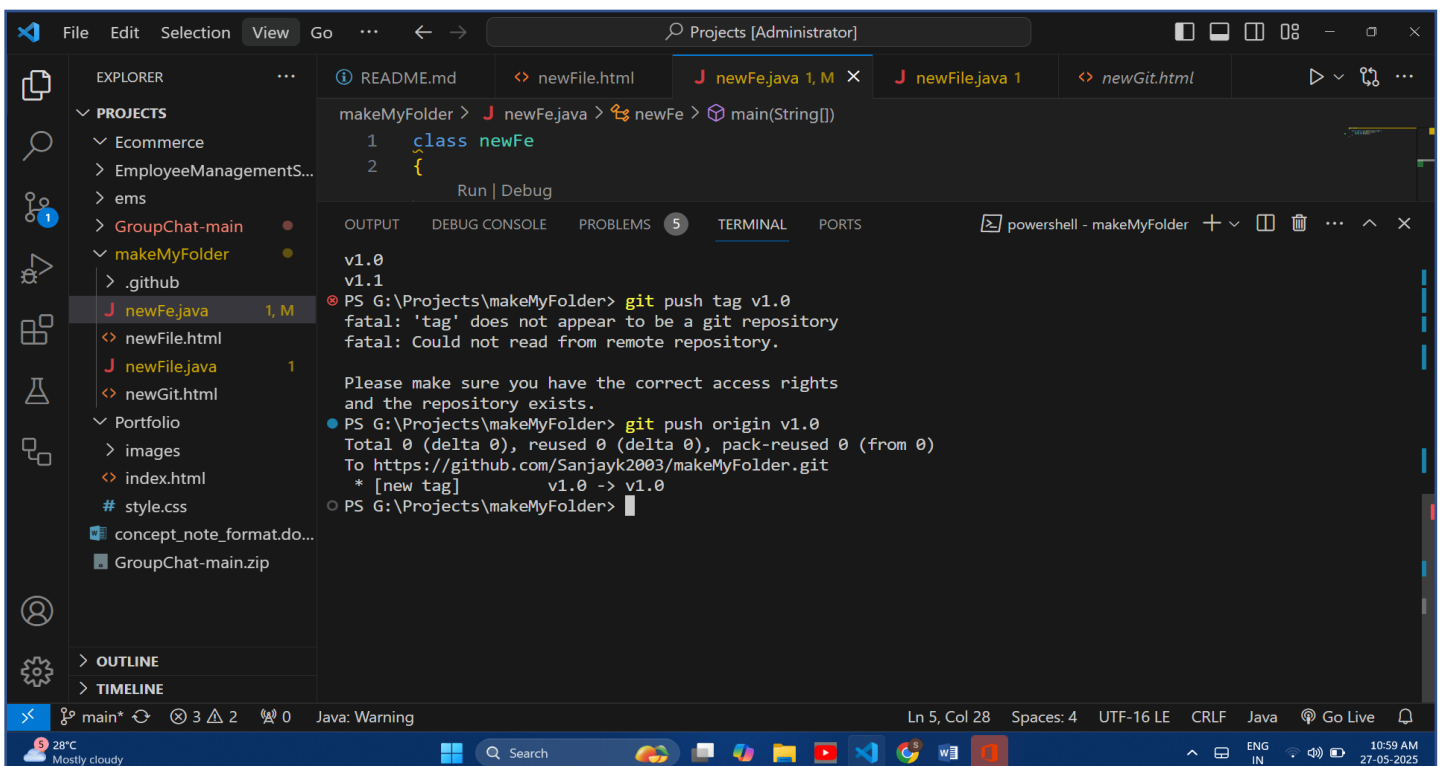 File Edit Selection View Go ··· Projects [Administrator]
EXPLORER ···
PROJECTS
Ecommerce
EmployeeManagementS...
ems
GroupChat-main
makeMyFolder
.github
newFe.java 1, M
newFile.html
newFile.java 1
newGit.html
Portfolio
images
index.html
# style.css
concept_note_format.do...
GroupChat-main.zip
OUTLINE
TIMELINE
1
README.md newFile.html J newFe.java 1, M J newFile.java 1 newGit.html ···
makeMyFolder > J newFe.java > newFe > main(String[])
1 class newFe
2 {
Run | Debug
OUTPUT DEBUG CONSOLE PROBLEMS 5 TERMINAL PORTS powershell - makeMyFolder ···
v1.0
v1.1
PS G:\Projects\makeMyFolder> git push tag v1.0
fatal: 'tag' does not appear to be a git repository
fatal: Could not read from remote repository.
Please make sure you have the correct access rights
and the repository exists.
PS G:\Projects\makeMyFolder> git push origin v1.0
Total 0 (delta 0), reused 0 (delta 0), pack-reused 0 (from 0)
To https://github.com/Sanjayk2003/makeMyFolder.git
* [new tag] v1.0 -> v1.0
PS G:\Projects\makeMyFolder>
main* 3 2 0 Java: Warning Ln 5, Col 28 Spaces: 4 UTF-16 LE CRLF Java Go Live
5 28°C Search ENG 10:59 AM
Mostly cloudy IN 27-05-2025